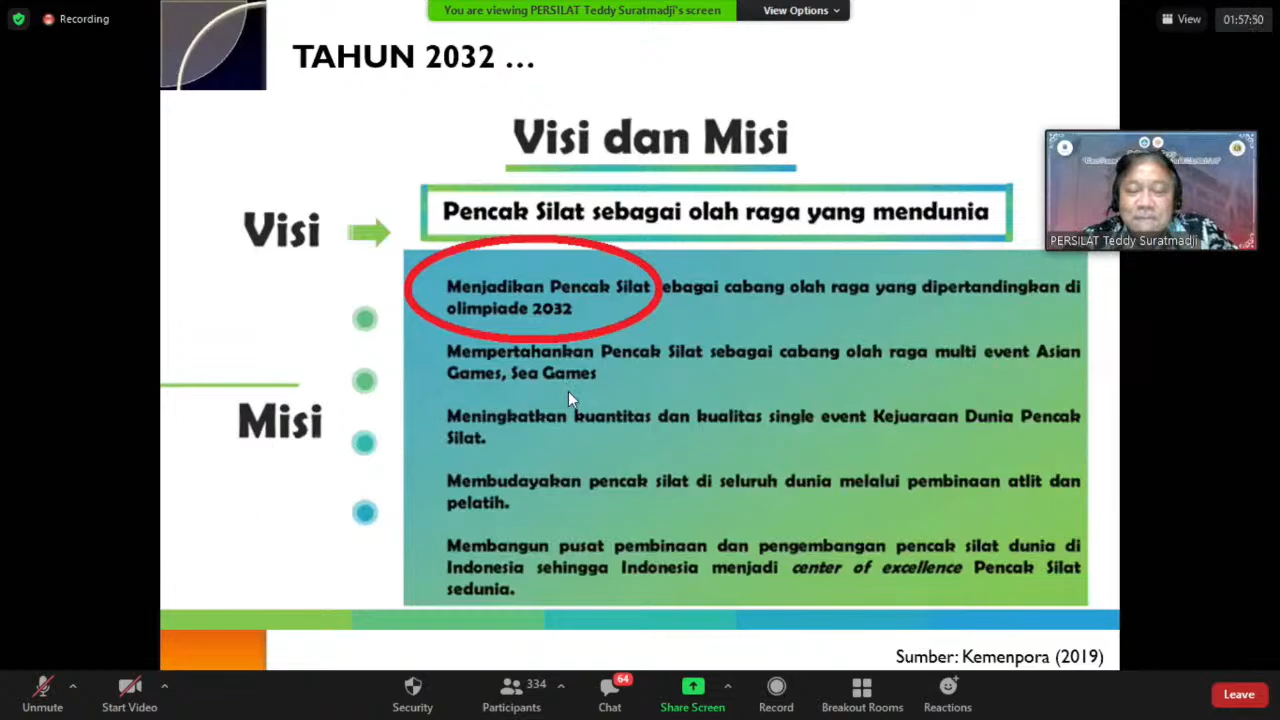 Recording
You are viewing PERSILAT Teddy Suratmadji's screen
View Options
View
01:57:50
TAHUN 2032 ...
Visi dan Misi
Visi
Pencak Silat sebagai olah raga yang mendunia
PERSILAT Teddy Suratmadji
Menjadikan Pencak Silat sebagai cabang olah raga yang dipertandingkan di
olimpiade 2032
Mempertahankan Pencak Silat sebagai cabang olah raga multi event Asian
Games, Sea Games
Misi
Meningkatkan kuantitas dan kualitas single event Kejuaraan Dunia Pencak
Silat.
Membudayakan pencak silat di seluruh dunia melalui pembinaan atlit dan
pelatih.
Membangun pusat pembinaan dan pengembangan pencak silat dunia di
Indonesia sehingga Indonesia menjadi center of excellence Pencak Silat
sedunia.
Sumber: Kemenpora (2019)
Unmute
Start Video
Security
334
Participants
64
Chat
Share Screen
Record
Breakout Rooms
Reactions
Leave